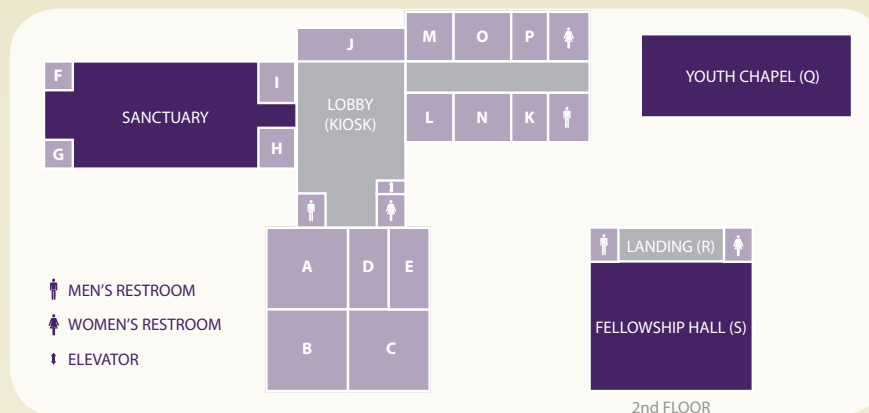 J
M O P
F
I
SANCTUARY
LOBBY
(KIOSK)
YOUTH CHAPEL (Q)
L N K
G
H
A D E
LANDING (R)
B C
FELLOWSHIP HALL (S)
2nd FLOOR
MEN'S RESTROOM
WOMEN'S RESTROOM
ELEVATOR